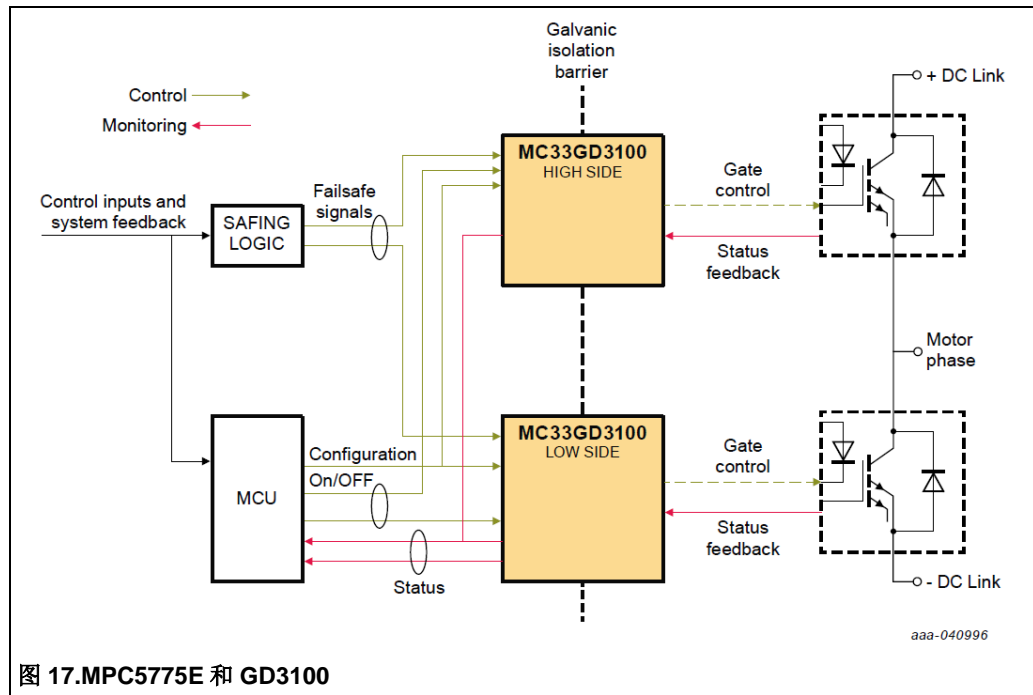 Galvanic
isolation
barrier
+ DC Link
Control
Monitoring
MC33GD3100
HIGH SIDE
Gate
control
Failsafe
signals
Control inputs and
system feedback
SAFING
LOGIC
Status
feedback
Motor
phase
MC33GD3100
LOW SIDE
Configuration
On/OFF
MCU
Gate
control
Status
feedback
Status
- DC Link
aaa-040996
图 17.MPC5775E 和 GD3100